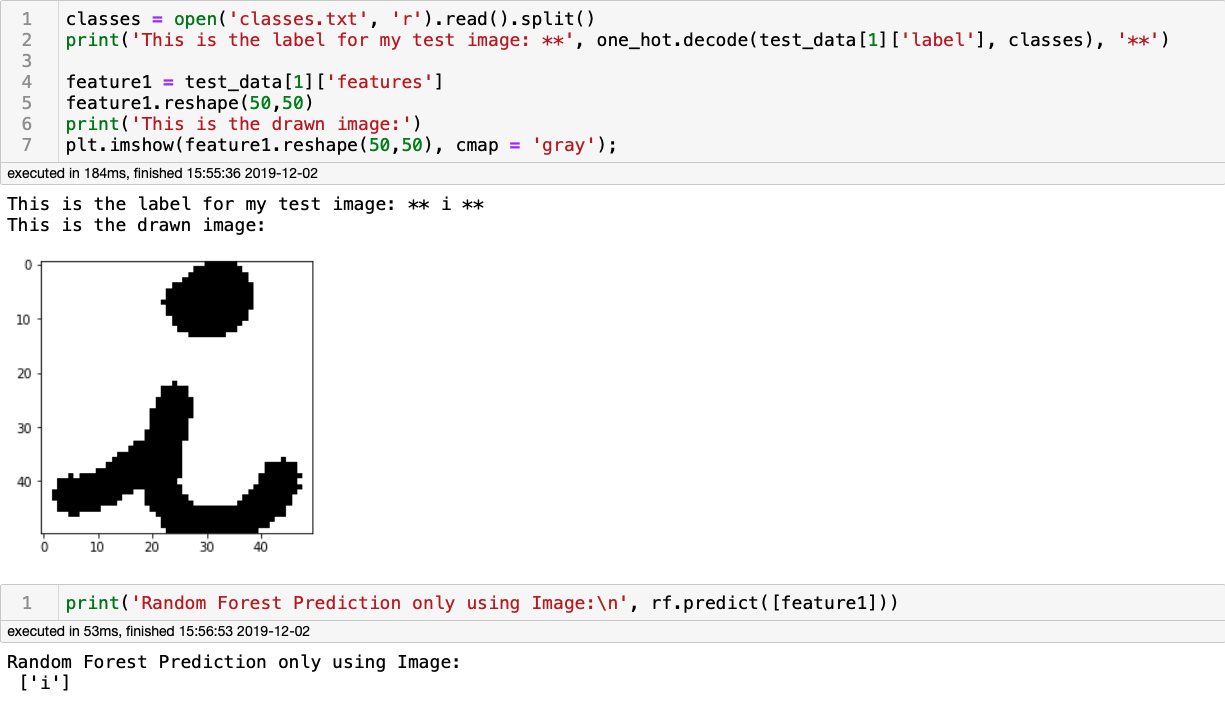 1 classes = open('classes.txt', 'r').read().split()
2 print('This is the label for my test image: **', one_hot.decode(test_data[1]['label'], classes), '**')
3
4 feature1 = test_data[1]['features']
5 feature1.reshape(50,50)
6 print('This is the drawn image:')
7 plt.imshow(feature1.reshape(50,50), cmap = 'gray');
executed in 184ms, finished 15:55:36 2019-12-02
This is the label for my test image: ** i **
This is the drawn image:
0
10
20
30
40
i
0 10 20 30 40
1 print('Random Forest Prediction only using Image:\n', rf.predict([feature1]))
executed in 53ms, finished 15:56:53 2019-12-02
Random Forest Prediction only using Image:
['i']